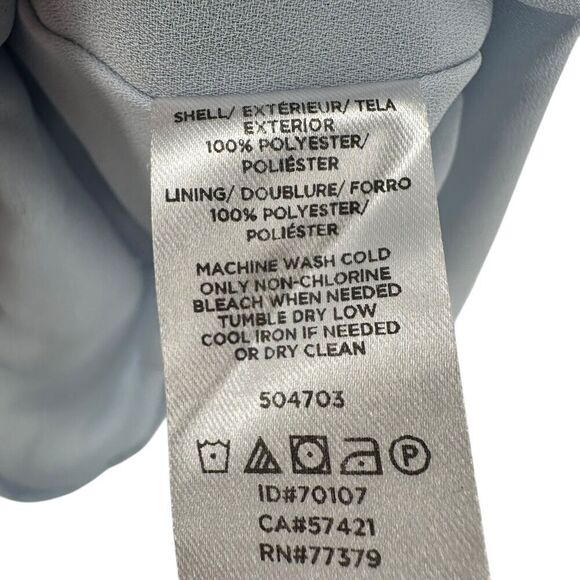 SHELL/ EXTÉRIEUR/ TELA
EXTERIOR
100% POLYESTER/
POLIÉSTER
LINING/ DOUBLURE/ FORRO
100% POLYESTER/
POLIÉSTER
MACHINE WASH COLD
ONLY NON-CHLORINE
BLEACH WHEN NEEDED
TUMBLE DRY LOW
COOL IRON IF NEEDED
OR DRY CLEAN
504703
P
ID#70107
CA#57421
RN#77379